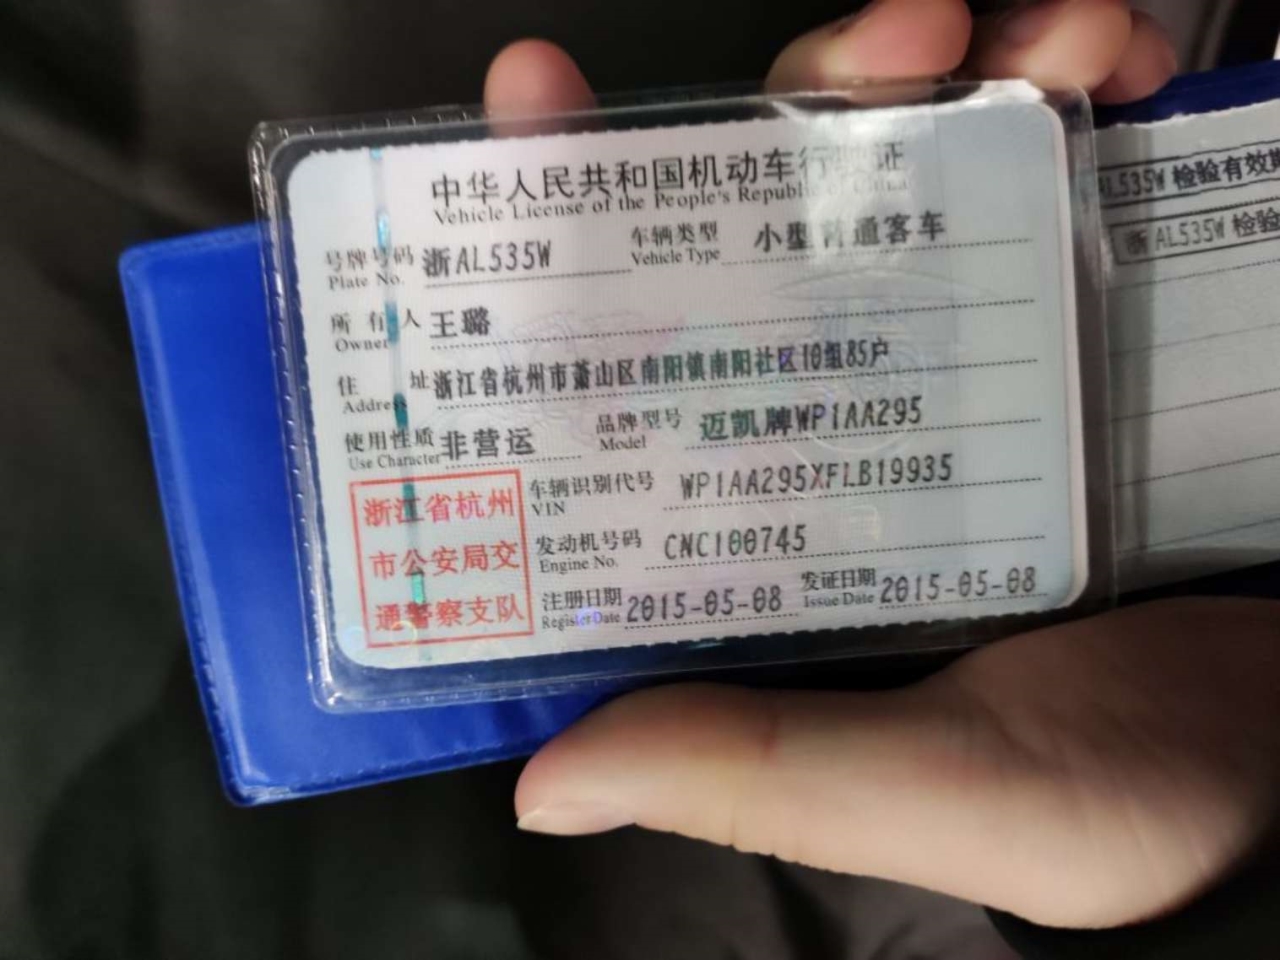 中华人民共和国机动车行驶证
Vehicle License of the People's Republic of China
号牌号码 浙AL535W 车辆类型 小型普通客车
Plate No. Vehicle Type
所有人 王璐
Owner
住址 浙江省杭州市萧山区南阳镇南阳社区10组85户
Address
使用性质 非营运 品牌型号 迈凯牌WP1AA295
Use Character Model
浙江省杭州
市公安局交
通警察支队
车辆识别代号 WP1AA295XFLB19935
VIN
发动机号码 CNC100745
Engine No.
注册日期 2015-05-08 发证日期 2015-05-08
Register Date Issue Date
AL535W 检验有效期
浙AL535W 检验